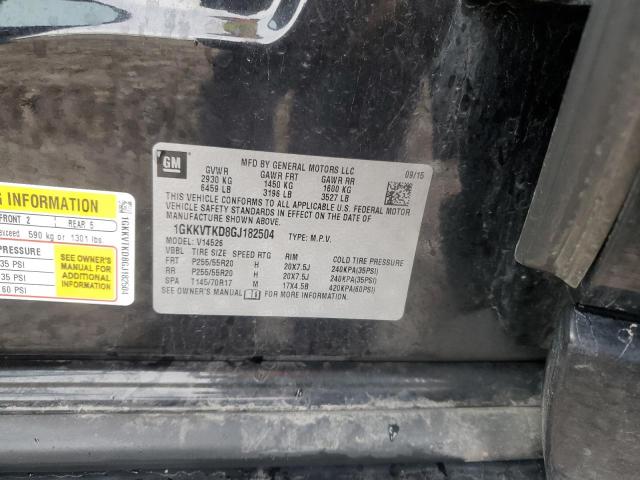 GM
MFD BY GENERAL MOTORS LLC
09/15
GVWR GAWR FRT GAWR RR
2930 KG 1450 KG 1600 KG
6459 LB 3196 LB 3527 LB
THIS VEHICLE CONFORMS TO ALL APPLICABLE U.S. FEDERAL MOTOR
VEHICLE SAFETY AND THEFT PREVENTION STANDARDS IN
EFFECT ON THE DATE OF MANUFACTURE SHOWN ABOVE.
1GKKVTKD8GJ182504 TYPE: M.P.V.
MODEL: V14526
VBBL TIRE SIZE SPEED RTG RIM COLD TIRE PRESSURE
FRT P255/55R20 H 20X7.5J 240KPA(35PSI)
RR P255/55R20 H 20X7.5J 240KPA(35PSI)
SPA T145/70R17 M 17X4.5B 420KPA(60PSI)
SEE OWNER'S MANUAL FOR MORE INFORMATION.
G INFORMATION
FRONT 2 REAR 5
exceed 590 kg or 1301 lbs.
PRESSURE
35 PSI
35 PSI
60 PSI
SEE OWNER'S
MANUAL FOR
ADDITIONAL
INFORMATION
1GKKVTKD8GJ182504